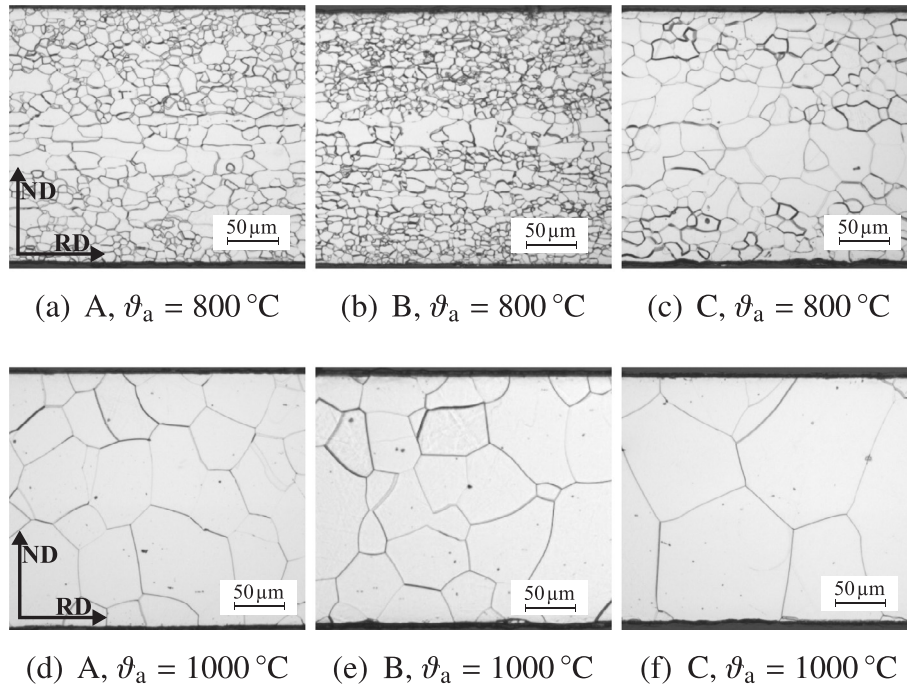 ND
RD
50 µm
50 µm
50 µm
(a) A, ϑa = 800 °C
(b) B, ϑa = 800 °C
(c) C, ϑa = 800 °C
ND
RD
50 µm
50 µm
50 µm
(d) A, ϑa = 1000 °C
(e) B, ϑa = 1000 °C
(f) C, ϑa = 1000 °C